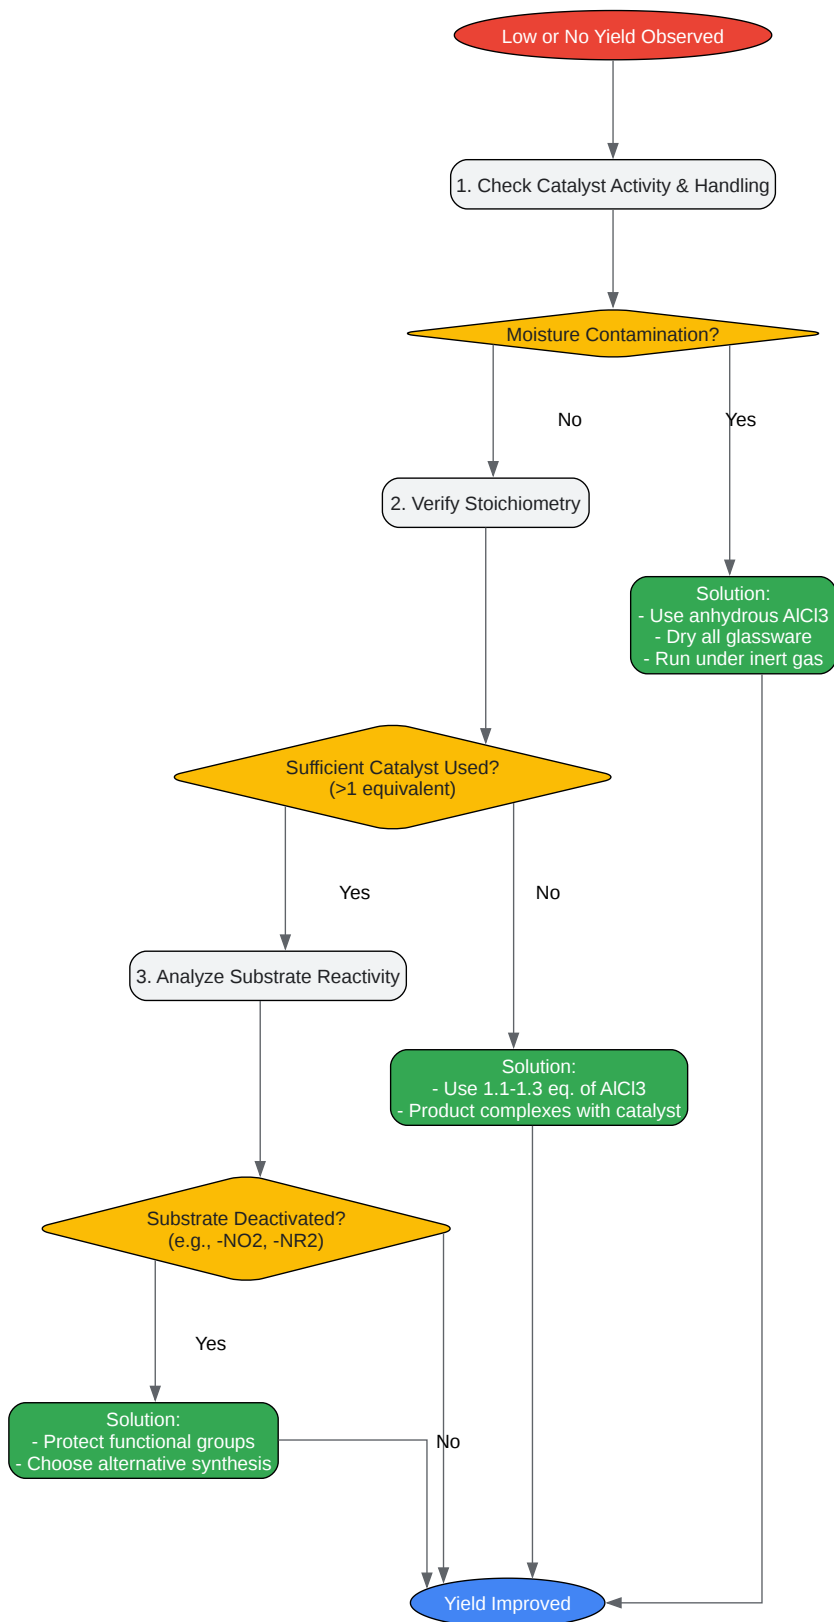 Low or No Yield Observed
1. Check Catalyst Activity & Handling
Moisture Contamination?
No
Yes
2. Verify Stoichiometry
Solution:
- Use anhydrous AlCl3
- Dry all glassware
- Run under inert gas
Sufficient Catalyst Used?
(>1 equivalent)
Yes
No
3. Analyze Substrate Reactivity
Solution:
- Use 1.1-1.3 eq. of AlCl3
- Product complexes with catalyst
Substrate Deactivated?
(e.g., -NO2, -NR2)
Yes
Solution:
- Protect functional groups
- Choose alternative synthesis
No
Yield Improved